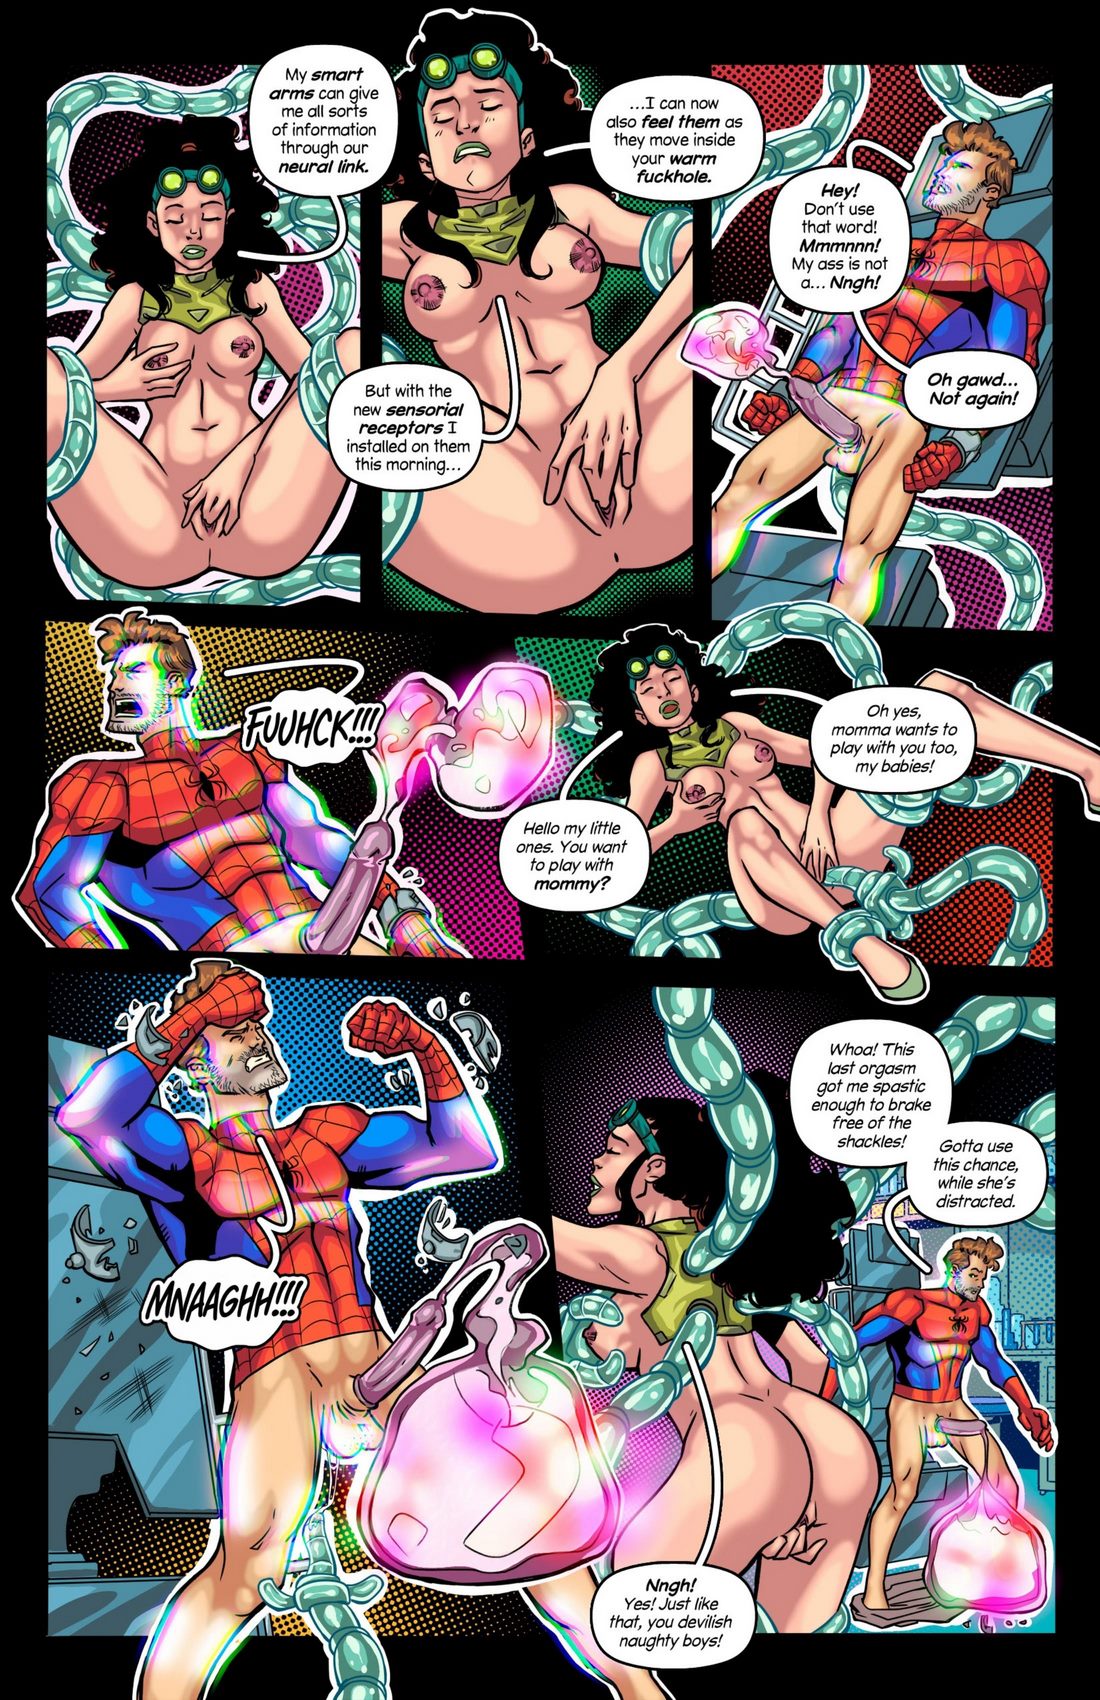 My smart
arms can give
me all sorts
of information
through our
neural link.
But with the
new sensorial
receptors I
installed on them
this morning...
...I can now
also feel them as
they move inside
your warm
fuckhole.
Hey!
Don't use
that word!
Mmmnnn!
My ass is not
a... Nngh!
Oh gawd...
Not again!
FUUHCK!!!
Hello my little
ones. You want
to play with
mommy?
Oh yes,
momma wants to
play with you too,
my babies!
MNAAGHH!!!
Whoa! This
last orgasm
got me spastic
enough to brake
free of the
shackles!
Gotta use
this chance,
while she's
distracted.
Nngh!
Yes! Just like
that, you devilish
naughty boys!